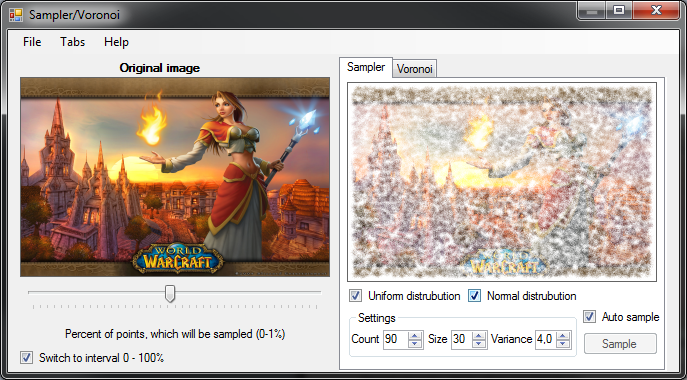 Sampler/Voronoi
File Tabs Help
Original image
WORLD
OF
WARCRAFT
Percent of points, which will be sampled (0-1%)
Switch to interval 0 - 100%
Sampler Voronoi
WARCRAFT
Uniform distrubution Normal distrubution
Settings
Count 90 Size 30 Variance 4,0
Auto sample
Sample